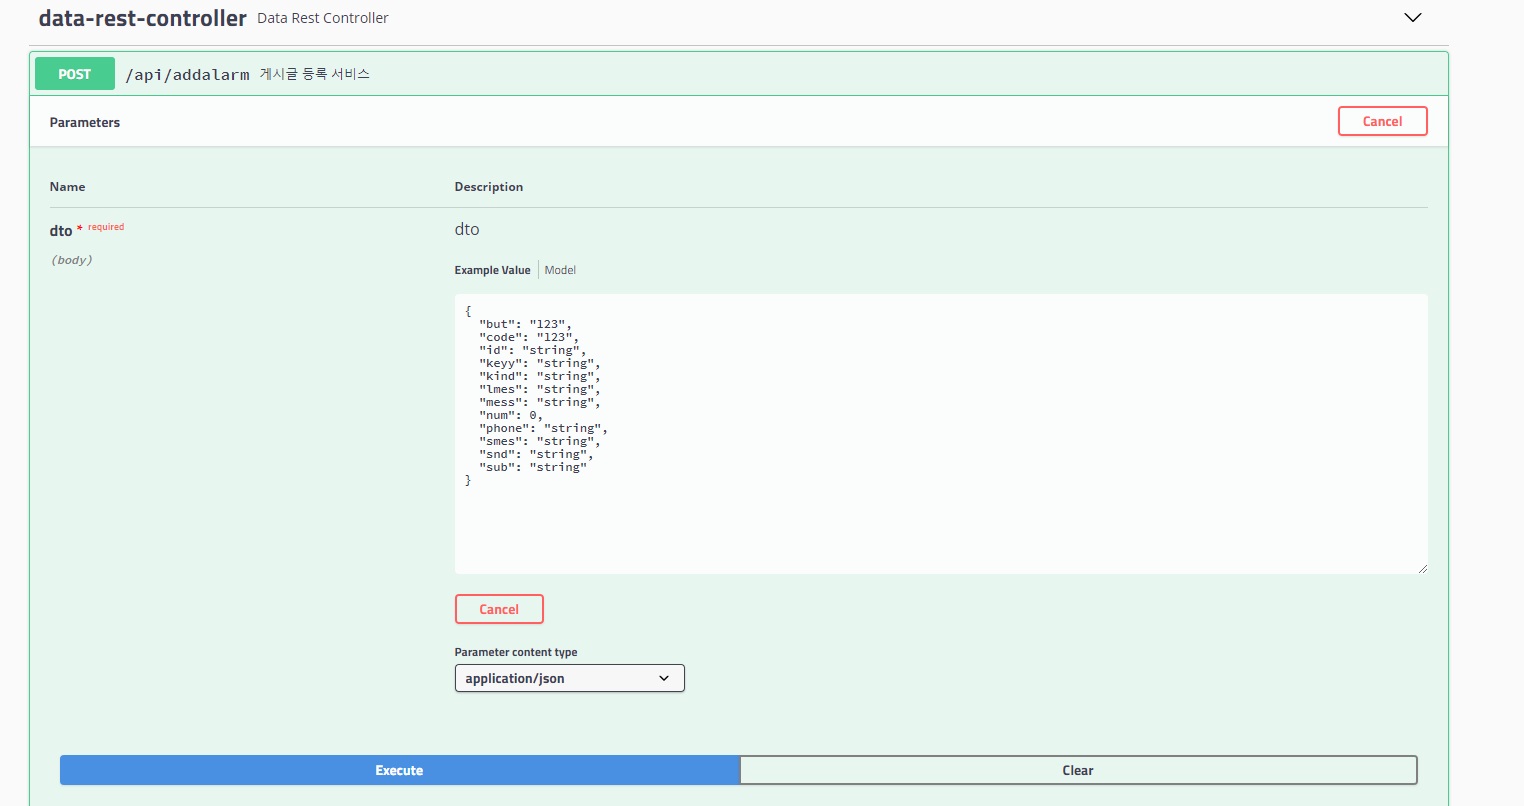 data-rest-controller Data Rest Controller
POST /api/addalarm 게시글 등록 서비스
Parameters Cancel
Name Description
dto * required dto
(body)
Example Value Model
{
"but": "123",
"code": "123",
"id": "string",
"keyy": "string",
"kind": "string",
"lmes": "string",
"mess": "string",
"num": 0,
"phone": "string",
"smes": "string",
"snd": "string",
"sub": "string"
}
Cancel
Parameter content type
application/json
Execute Clear